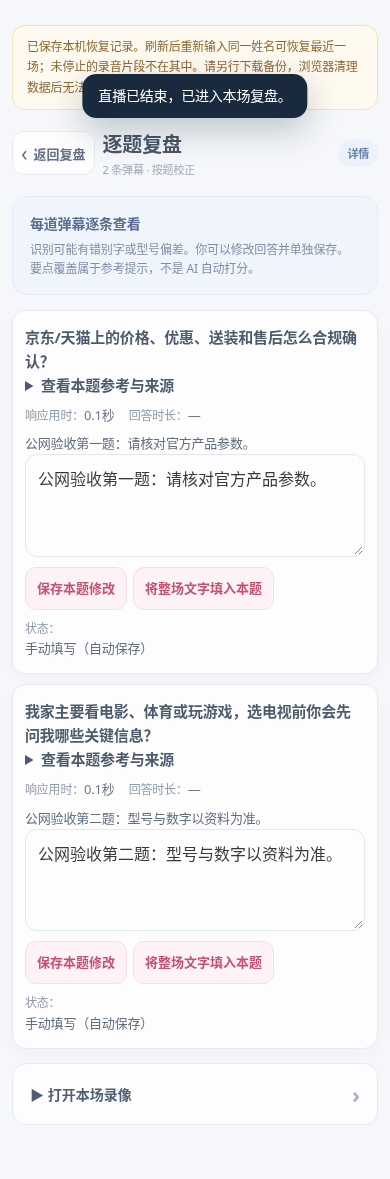 已保存本机恢复记录。刷新后重新输入同一姓名可恢复最近一
场；未停止的录音片段不在其中。请另行下载备份，浏览器清理
数据后无法
直播已结束，已进入本场复盘。
‹ 返回复盘
逐题复盘
2 条弹幕 · 按题校正
详情
每道弹幕逐条查看
识别可能有错别字或型号偏差。你可以修改回答并单独保存。
要点覆盖属于参考提示，不是 AI 自动打分。
京东/天猫上的价格、优惠、送装和售后怎么合规确
认？
▶ 查看本题参考与来源
响应用时：0.1秒 回答时长：—
公网验收第一题：请核对官方产品参数。
公网验收第一题：请核对官方产品参数。
保存本题修改 将整场文字填入本题
状态：
手动填写（自动保存）
我家主要看电影、体育或玩游戏，选电视前你会先
问我哪些关键信息？
▶ 查看本题参考与来源
响应用时：0.1秒 回答时长：—
公网验收第二题：型号与数字以资料为准。
公网验收第二题：型号与数字以资料为准。
保存本题修改 将整场文字填入本题
状态：
手动填写（自动保存）
▶ 打开本场录像 ›